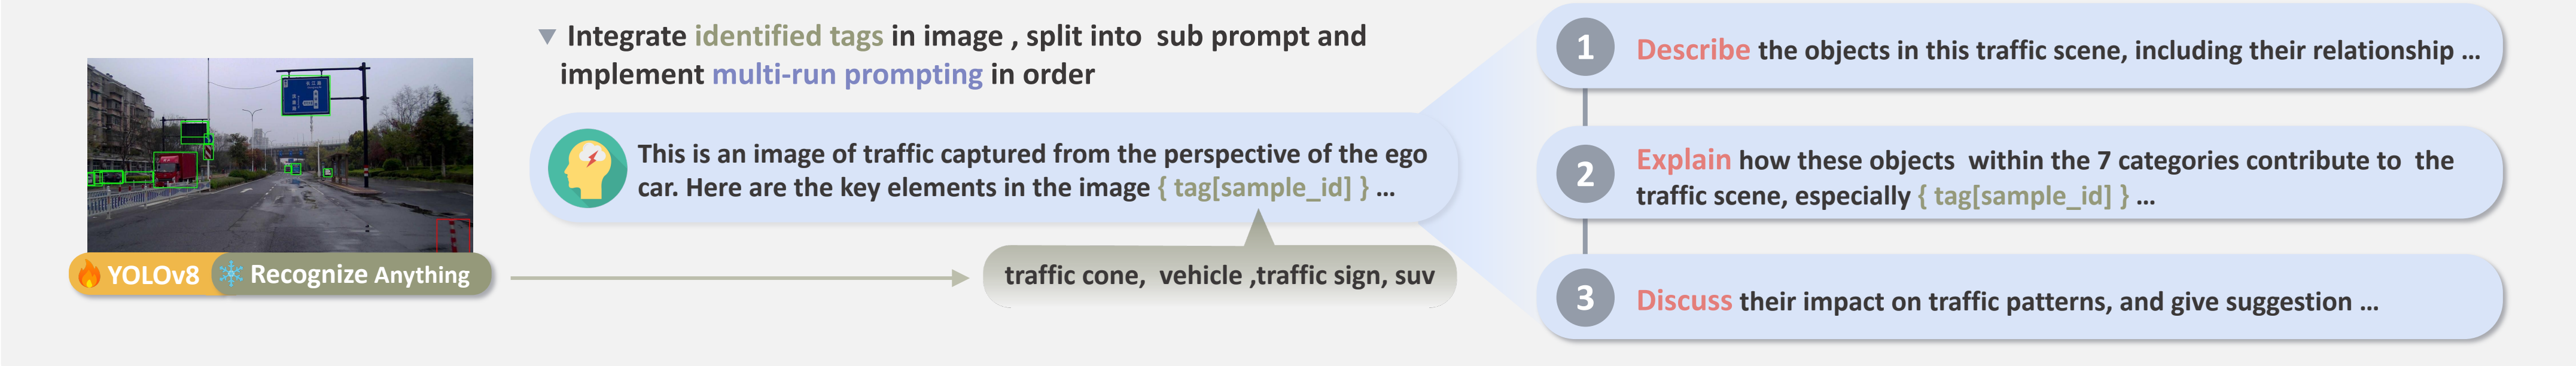 ▼ Integrate identified tags in image , split into sub prompt and
implement multi-run prompting in order
This is an image of traffic captured from the perspective of the ego
car. Here are the key elements in the image { tag[sample_id] } ...
YOLOv8
Recognize Anything
traffic cone, vehicle ,traffic sign, suv
1
Describe the objects in this traffic scene, including their relationship ...
2
Explain how these objects within the 7 categories contribute to the
traffic scene, especially { tag[sample_id] } ...
3
Discuss their impact on traffic patterns, and give suggestion ...